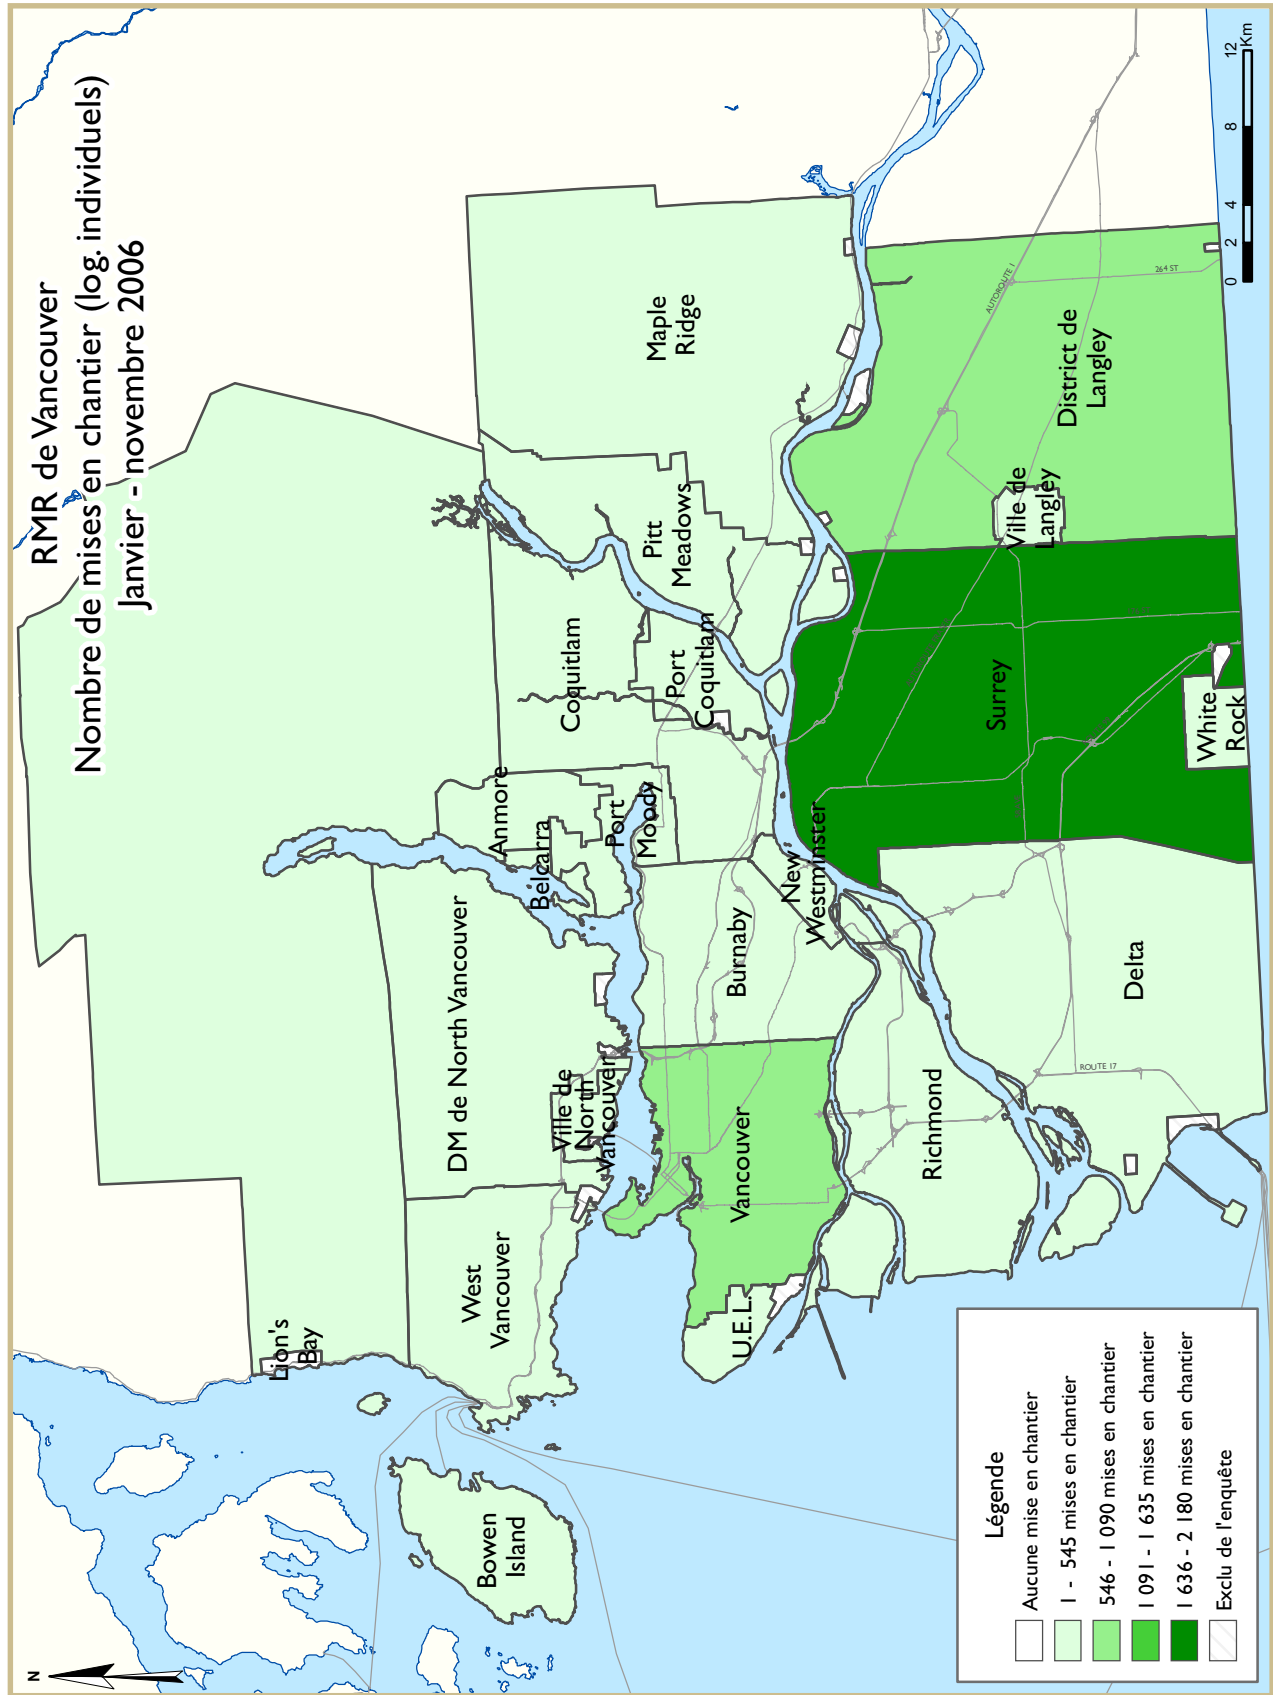 RMR de Vancouver
Nombre de mises en chantier (log. individuels)
Janvier - novembre 2006
N
Lion's
Bay
Bowen
Island
West
Vancouver
DM de North Vancouver
Ville de
North
Vancouver
Anmore
Belcarra
Port
Moody
Coquitlam
Port
Coquitlam
Pitt
Meadows
Maple
Ridge
U.E.L.
Vancouver
Burnaby
New
Westminster
Richmond
Delta
Surrey
White
Rock
Ville de
Langley
District de
Langley
AUTOROUTE 1
264 ST
ROUTE 17
Légende
Aucune mise en chantier
1 - 545 mises en chantier
546 - 1 090 mises en chantier
1 091 - 1 635 mises en chantier
1 636 - 2 180 mises en chantier
Exclu de l'enquête
0 2 4 8 12
Km